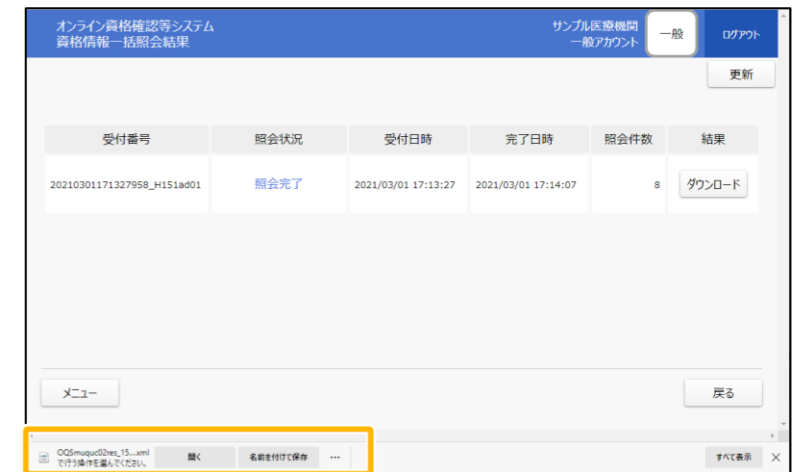 オンライン資格確認等システム
資格情報一括照会結果
サンプル医療機関
一般アカウント
一般
ログアウト
更新
受付番号 照会状況 受付日時 完了日時 照会件数 結果
20210301171327958_H151ad01 照会完了 2021/03/01 17:13:27 2021/03/01 17:14:07 8 ダウンロード
メニュー
戻る
OQSmuquc02res_15....xml
で行う操作を選んでください。
開く
名前を付けて保存
…
すべて表示